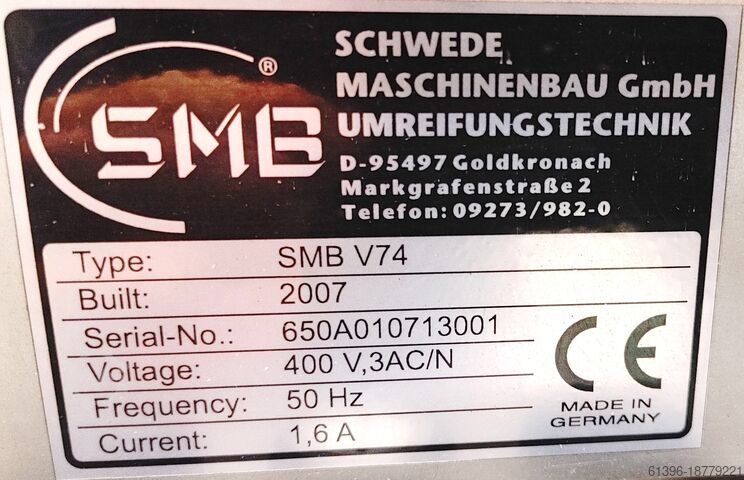 SMB®
SCHWEDE
MASCHINENBAU GmbH
UMREIFUNGSTECHNIK
D-95497 Goldkronach
Markgrafenstraße 2
Telefon: 09273/982-0
Type: SMB V74
Built: 2007
Serial-No.: 650A010713001
Voltage: 400 V,3AC/N
Frequency: 50 Hz
Current: 1,6 A
CE
MADE IN
GERMANY
61396-18779221